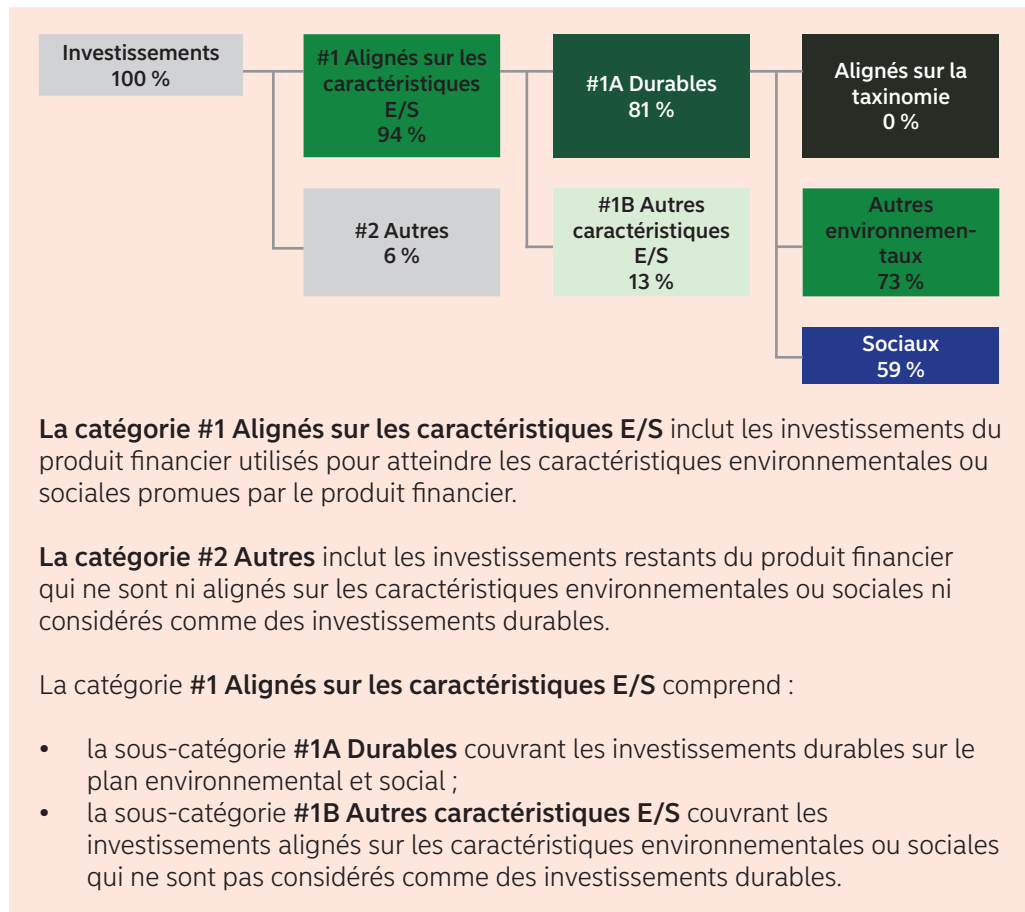 Investissements
100 %
#1 Alignés sur les
caractéristiques
E/S
94 %
#1A Durables
81 %
Alignés sur la
taxinomie
0 %
#2 Autres
6 %
#1B Autres
caractéristiques
E/S
13 %
Autres
environnemen-
taux
73 %
Sociaux
59 %
La catégorie #1 Alignés sur les caractéristiques E/S inclut les investissements du
produit financier utilisés pour atteindre les caractéristiques environnementales ou
sociales promues par le produit financier.
La catégorie #2 Autres inclut les investissements restants du produit financier
qui ne sont ni alignés sur les caractéristiques environnementales ou sociales ni
considérés comme des investissements durables.
La catégorie #1 Alignés sur les caractéristiques E/S comprend :
• la sous-catégorie #1A Durables couvrant les investissements durables sur le
plan environnemental et social ;
• la sous-catégorie #1B Autres caractéristiques E/S couvrant les
investissements alignés sur les caractéristiques environnementales ou sociales
qui ne sont pas considérés comme des investissements durables.